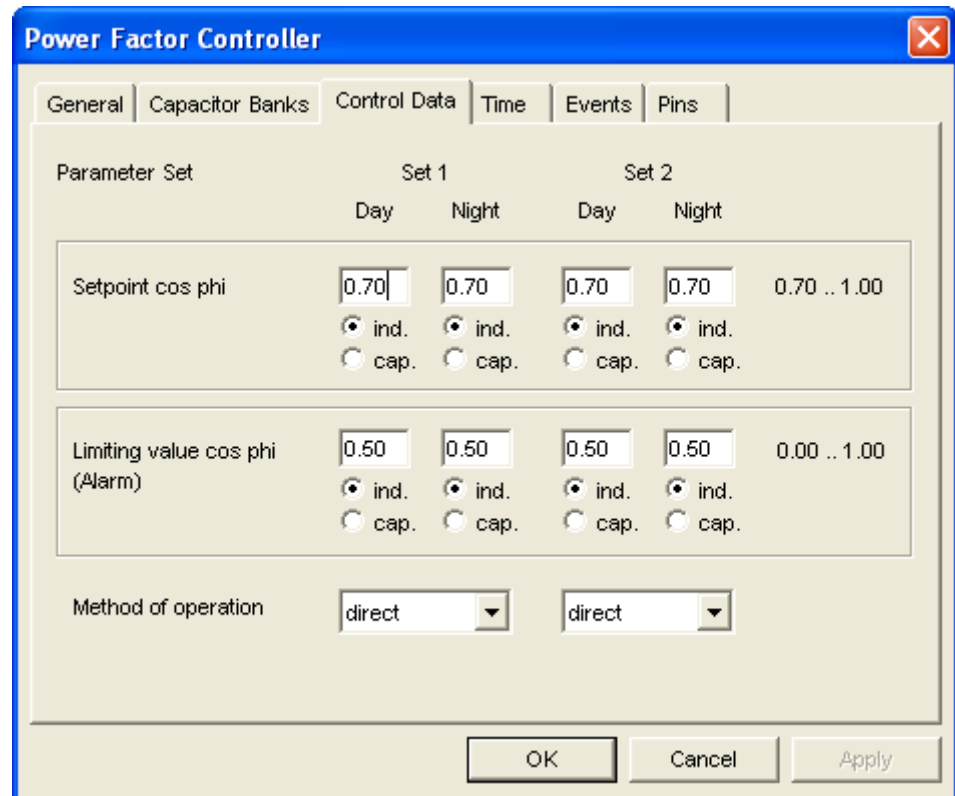 Power Factor Controller
General Capacitor Banks Control Data Time Events Pins
Parameter Set Set 1 Set 2
Day Night Day Night
Setpoint cos phi 0.70 0.70 0.70 0.70 0.70 .. 1.00
ind. ind. ind. ind.
cap. cap. cap. cap.
Limiting value cos phi 0.50 0.50 0.50 0.50 0.00 .. 1.00
(Alarm)
ind. ind. ind. ind.
cap. cap. cap. cap.
Method of operation direct direct
OK Cancel Apply